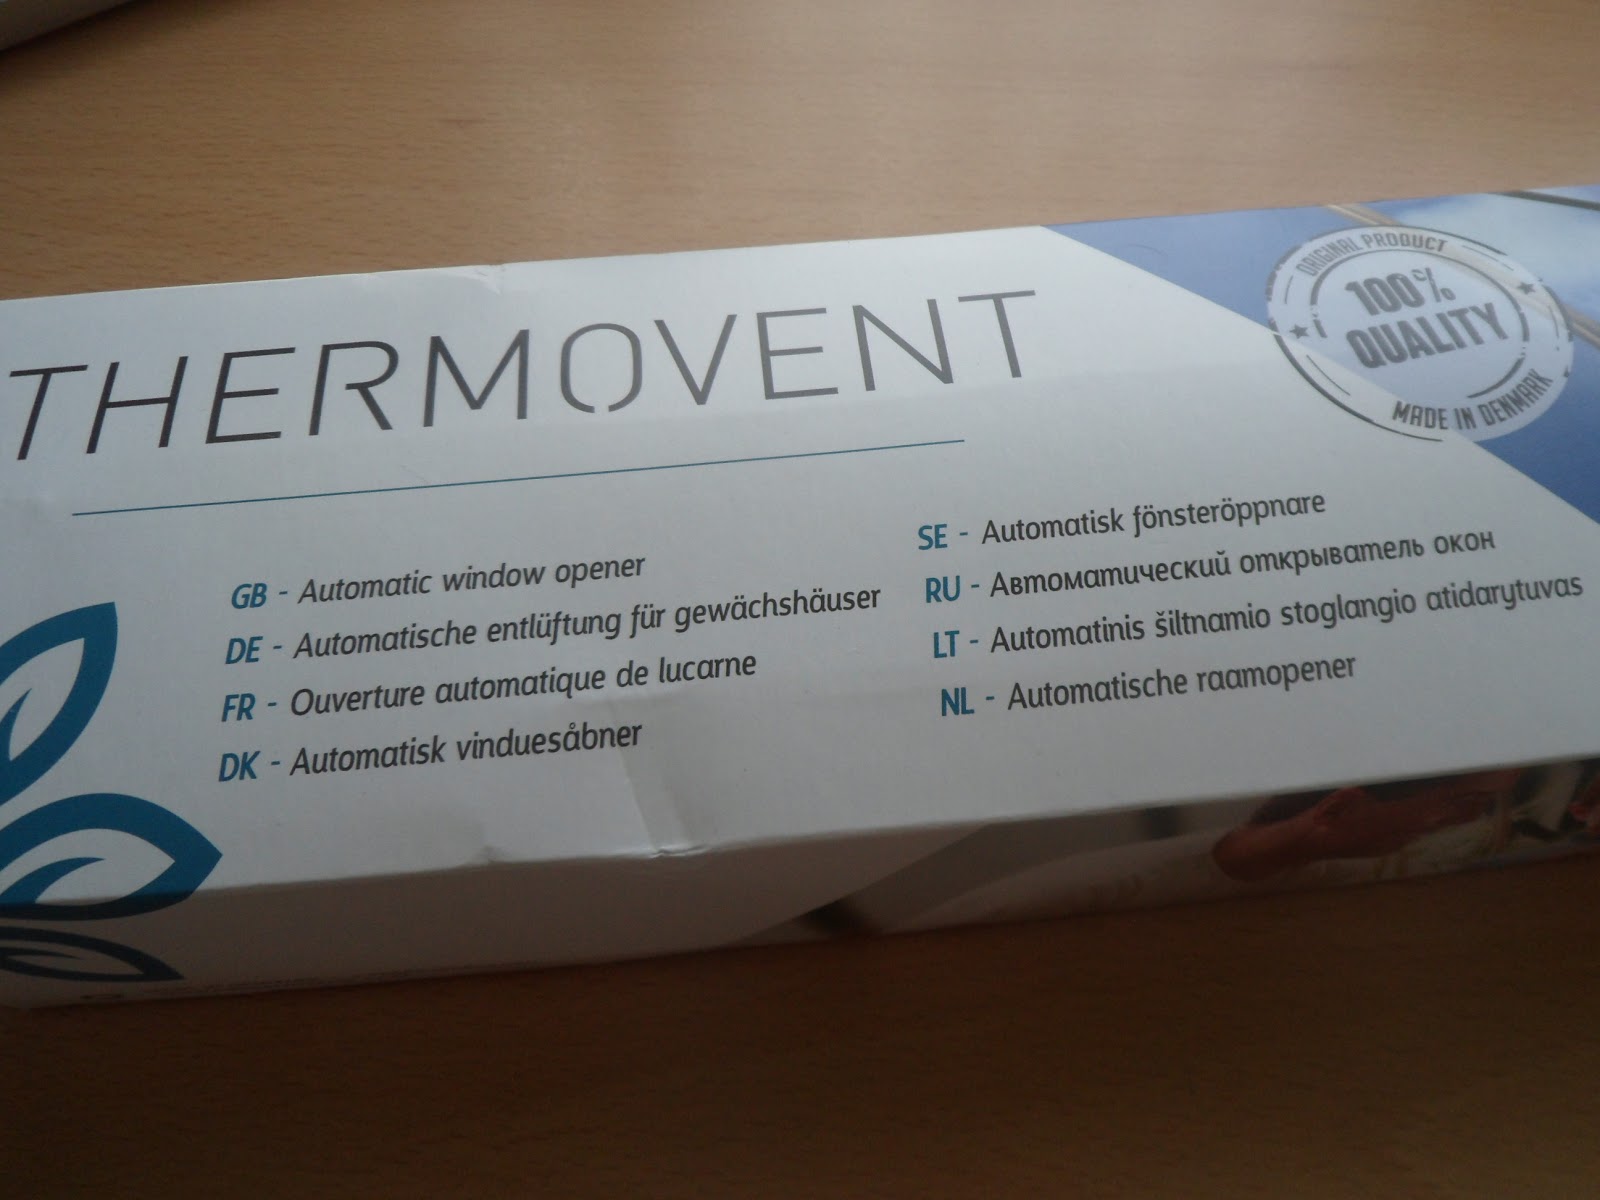 THERMOVENT
ORIGINAL PRODUCT
100%
QUALITY
MADE IN DENMARK
GB - Automatic window opener
DE - Automatische entlüftung für gewächshäuser
FR - Ouverture automatique de lucarne
DK - Automatisk vinduesåbner
SE - Automatisk fönsteröppnare
RU - Автоматический открыватель окон
LT - Automatinis šiltnamio stoglangio atidarytuvas
NL - Automatische raamopener